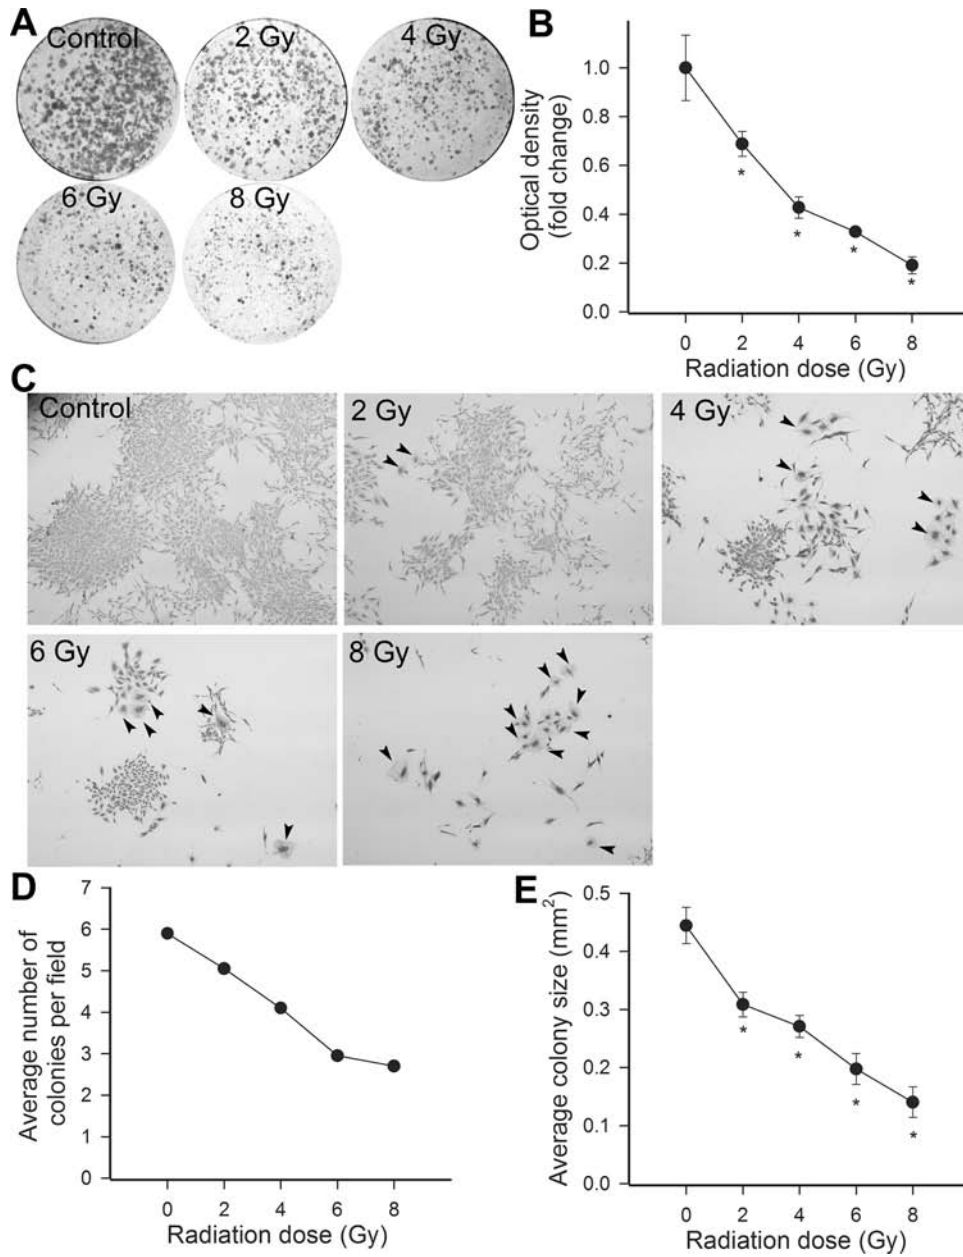 A
Control
2 Gy
4 Gy
6 Gy
8 Gy
B
Optical density
(fold change)
1.0
0.8
0.6
0.4
0.2
0.0
*
*
*
*
0 2 4 6 8
Radiation dose (Gy)
C
Control
2 Gy
4 Gy
6 Gy
8 Gy
D
Average number of
colonies per field
7
6
5
4
3
2
1
0
0 2 4 6 8
Radiation dose (Gy)
E
Average colony size (mm²)
0.5
0.4
0.3
0.2
0.1
0.0
*
*
*
*
0 2 4 6 8
Radiation dose (Gy)